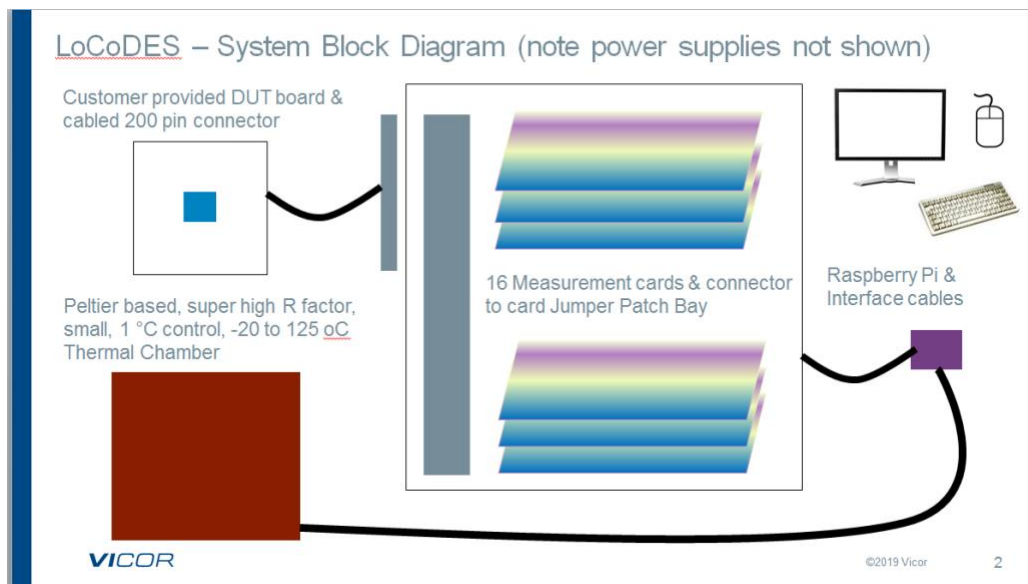 LoCoDES – System Block Diagram (note power supplies not shown)
Customer provided DUT board &
cabled 200 pin connector
16 Measurement cards & connector
to card Jumper Patch Bay
Raspberry Pi &
Interface cables
Peltier based, super high R factor,
small, 1 °C control, -20 to 125 oC
Thermal Chamber
VICOR
©2019 Vicor
2